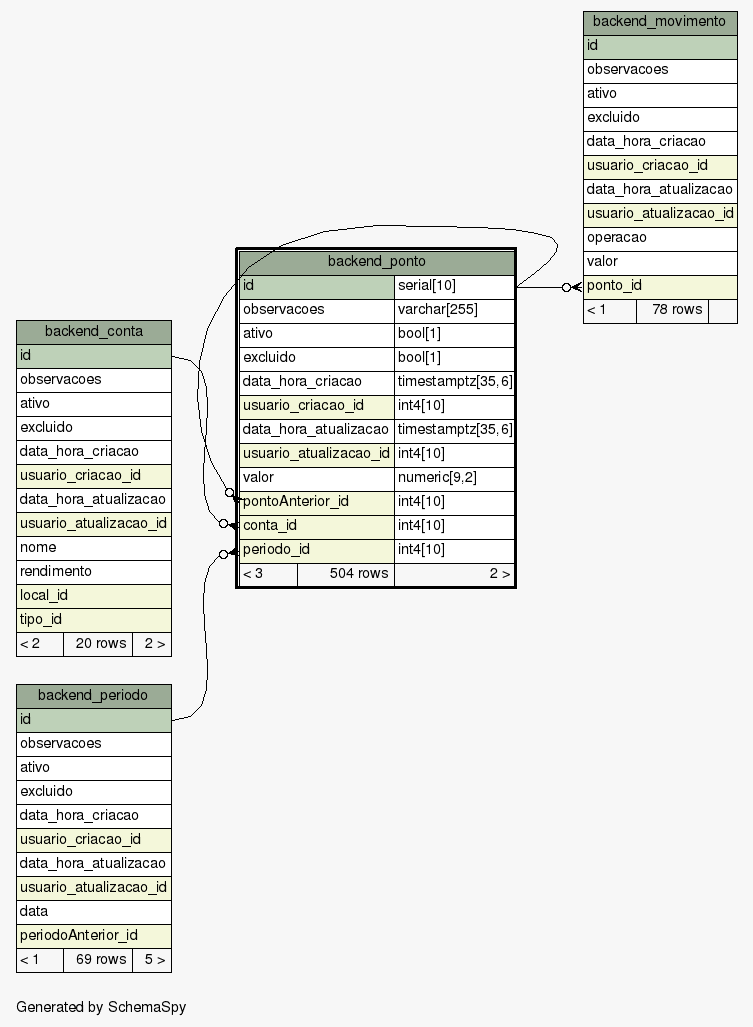 backend_movimento
id
observacoes
ativo
excluido
data_hora_criacao
usuario_criacao_id
data_hora_atualizacao
usuario_atualizacao_id
operacao
valor
ponto_id
< 1 78 rows
backend_ponto
id serial[10]
observacoes varchar[255]
ativo bool[1]
excluido bool[1]
data_hora_criacao timestamptz[35,6]
usuario_criacao_id int4[10]
data_hora_atualizacao timestamptz[35,6]
usuario_atualizacao_id int4[10]
valor numeric[9,2]
pontoAnterior_id int4[10]
conta_id int4[10]
periodo_id int4[10]
< 3 504 rows 2 >
backend_conta
id
observacoes
ativo
excluido
data_hora_criacao
usuario_criacao_id
data_hora_atualizacao
usuario_atualizacao_id
nome
rendimento
local_id
tipo_id
< 2 20 rows 2 >
backend_periodo
id
observacoes
ativo
excluido
data_hora_criacao
usuario_criacao_id
data_hora_atualizacao
usuario_atualizacao_id
data
periodoAnterior_id
< 1 69 rows 5 >
Generated by SchemaSpy